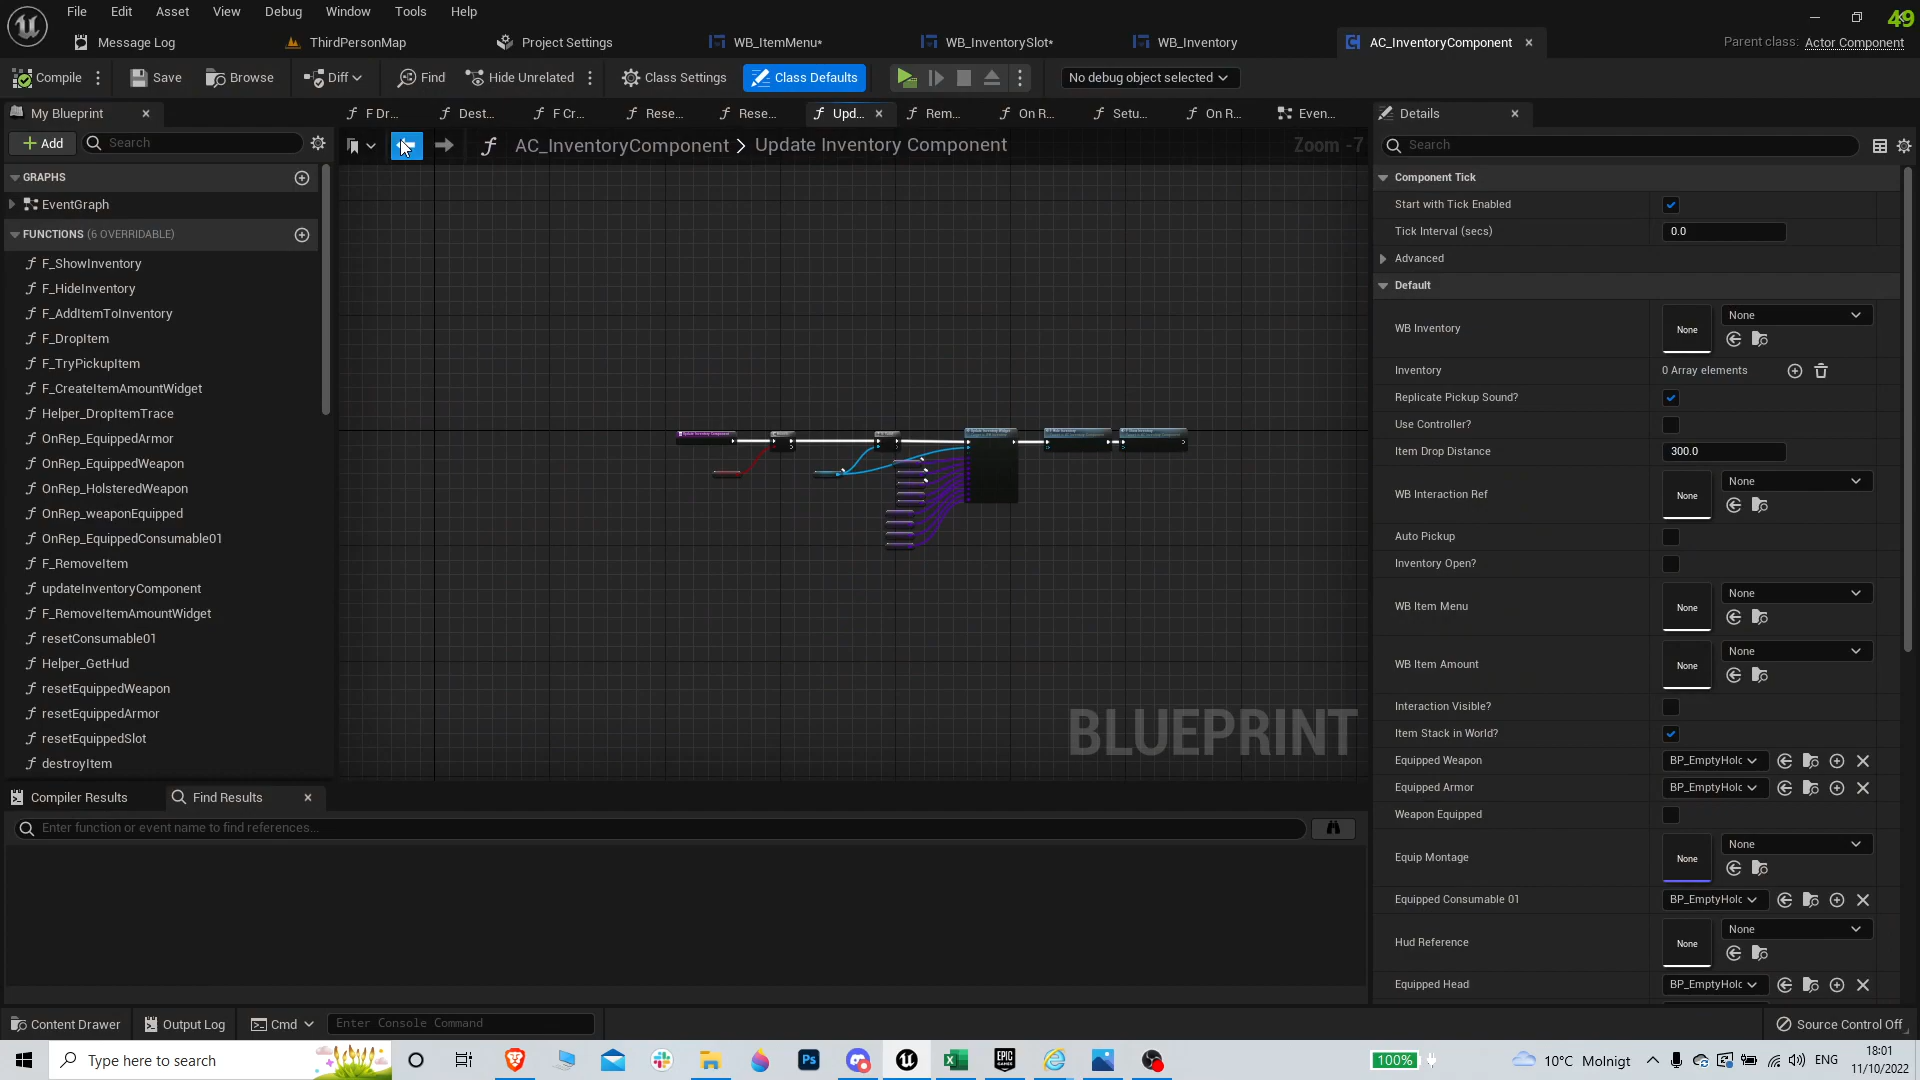 File Edit Asset View Debug Window Tools Help
49
Message Log ThirdPersonMap Project Settings WB_ItemMenu* WB_InventorySlot* WB_Inventory AC_InventoryComponent Parent class: Actor Component
Compile Save Browse Diff Find Hide Unrelated Class Settings Class Defaults No debug object selected
My Blueprint
F Dr... Dest... F Cr... Rese... Rese... Upd... Rem... On R... Setu... On R... Even...
Details
Add Search
AC_InventoryComponent > Update Inventory Component Zoom -7
Search
GRAPHS
EventGraph
FUNCTIONS (6 OVERRIDABLE)
F_ShowInventory
F_HideInventory
F_AddItemToInventory
F_DropItem
F_TryPickupItem
F_CreateItemAmountWidget
Helper_DropItemTrace
OnRep_EquippedArmor
OnRep_EquippedWeapon
OnRep_HolsteredWeapon
OnRep_weaponEquipped
OnRep_EquippedConsumable01
F_RemoveItem
updateInventoryComponent
F_RemoveItemAmountWidget
resetConsumable01
Helper_GetHud
resetEquippedWeapon
resetEquippedArmor
resetEquippedSlot
destroyItem
BLUEPRINT
Component Tick
Start with Tick Enabled
Tick Interval (secs) 0.0
Advanced
Default
WB Inventory None None
Inventory 0 Array elements
Replicate Pickup Sound?
Use Controller?
Item Drop Distance 300.0
WB Interaction Ref None None
Auto Pickup
Inventory Open?
WB Item Menu None None
WB Item Amount None None
Interaction Visible?
Item Stack in World?
Equipped Weapon BP_EmptyHolc
Equipped Armor BP_EmptyHolc
Weapon Equipped
Equip Montage None None
Equipped Consumable 01 BP_EmptyHolc
Hud Reference None None
Equipped Head BP_EmptyHolc
Compiler Results Find Results
Enter function or event name to find references...
Content Drawer Output Log Cmd Enter Console Command Source Control Off
Type here to search
Ps
100%
10°C Molnigt
ENG
18:01
11/10/2022